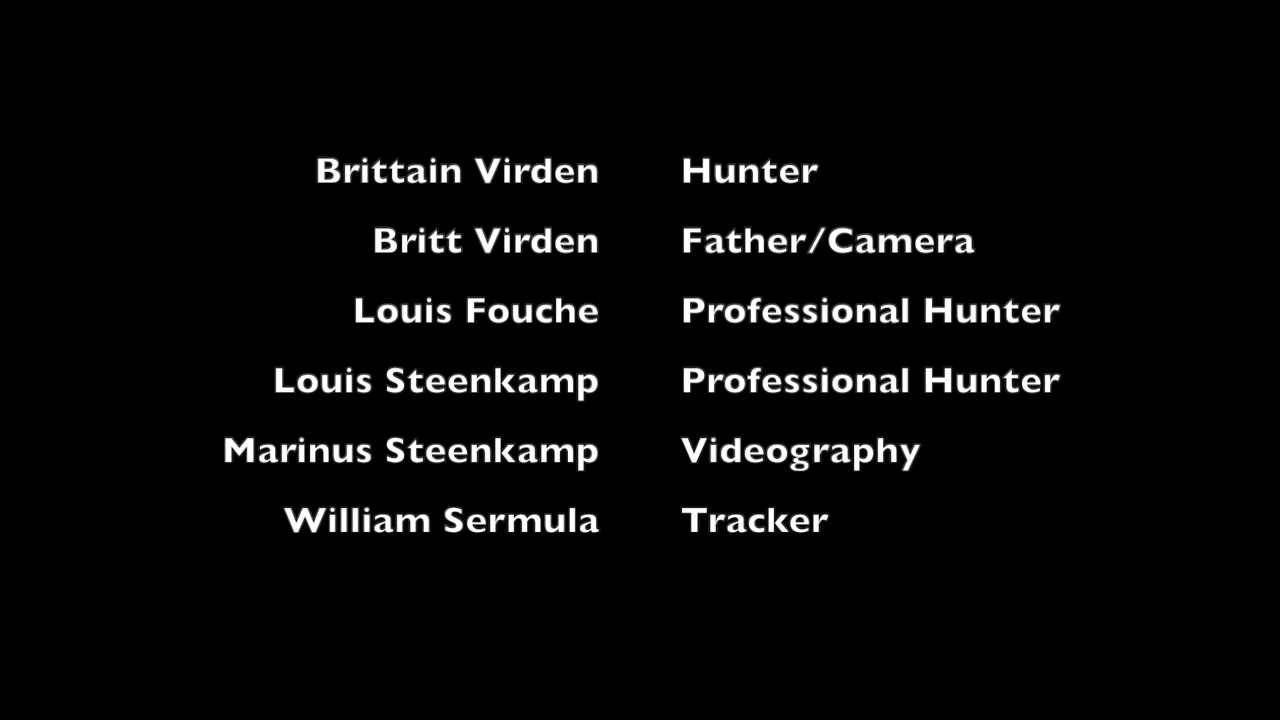 Brittain Virden Hunter
Britt Virden Father/Camera
Louis Fouche Professional Hunter
Louis Steenkamp Professional Hunter
Marinus Steenkamp Videography
William Sermula Tracker